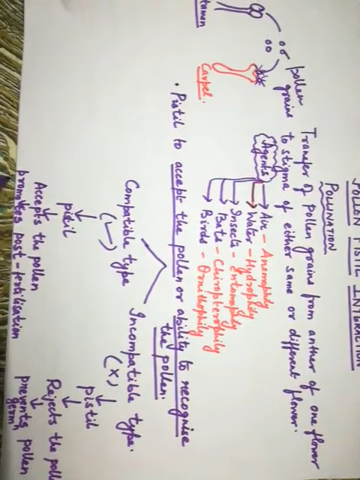 POLLEN PISTIL INTERACTION
POLLINATION
Transfer of pollen grains from anther of one flower
to stigma of either same or different flower.
pollen
grains
Stamen
Carpel.
Agents
Air - Anemophily
Water - Hydrophily
Insects - Entomophily
Bats - Chiropterophily
Birds - Ornithophily
• Pistil to accept the pollen or ability to recognise
the pollen.
Compatible type
(✓)
pistil
Accepts the pollen
promotes post-fertilisation
Incompatible type.
(x)
pistil
Rejects the poll
prevents pollen
germ